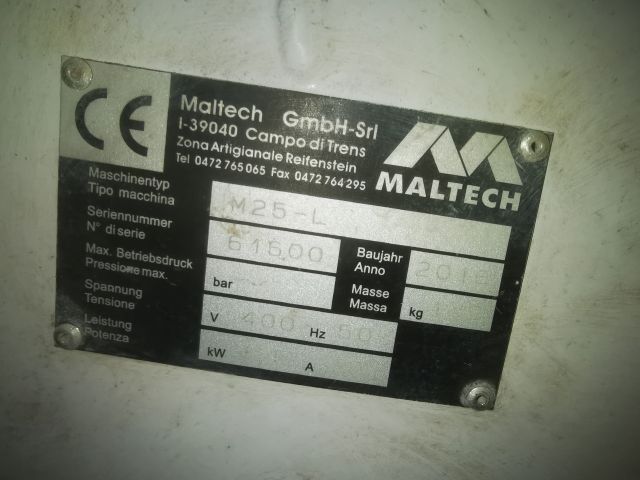 CE
Maltech GmbH-Srl
I-39040 Campo di Trens
Zona Artigianale Reifenstein
Tel 0472 765 065 Fax 0472 764 295
MALTECH
Maschinentyp
Tipo macchina
M25-L
Seriennummer
N° di serie
Baujahr
Anno
Max. Betriebsdruck
Pressione max.
bar
Masse
Massa
kg
Spannung
Tensione
V 400 Hz 50
Leistung
Potenza
kW A